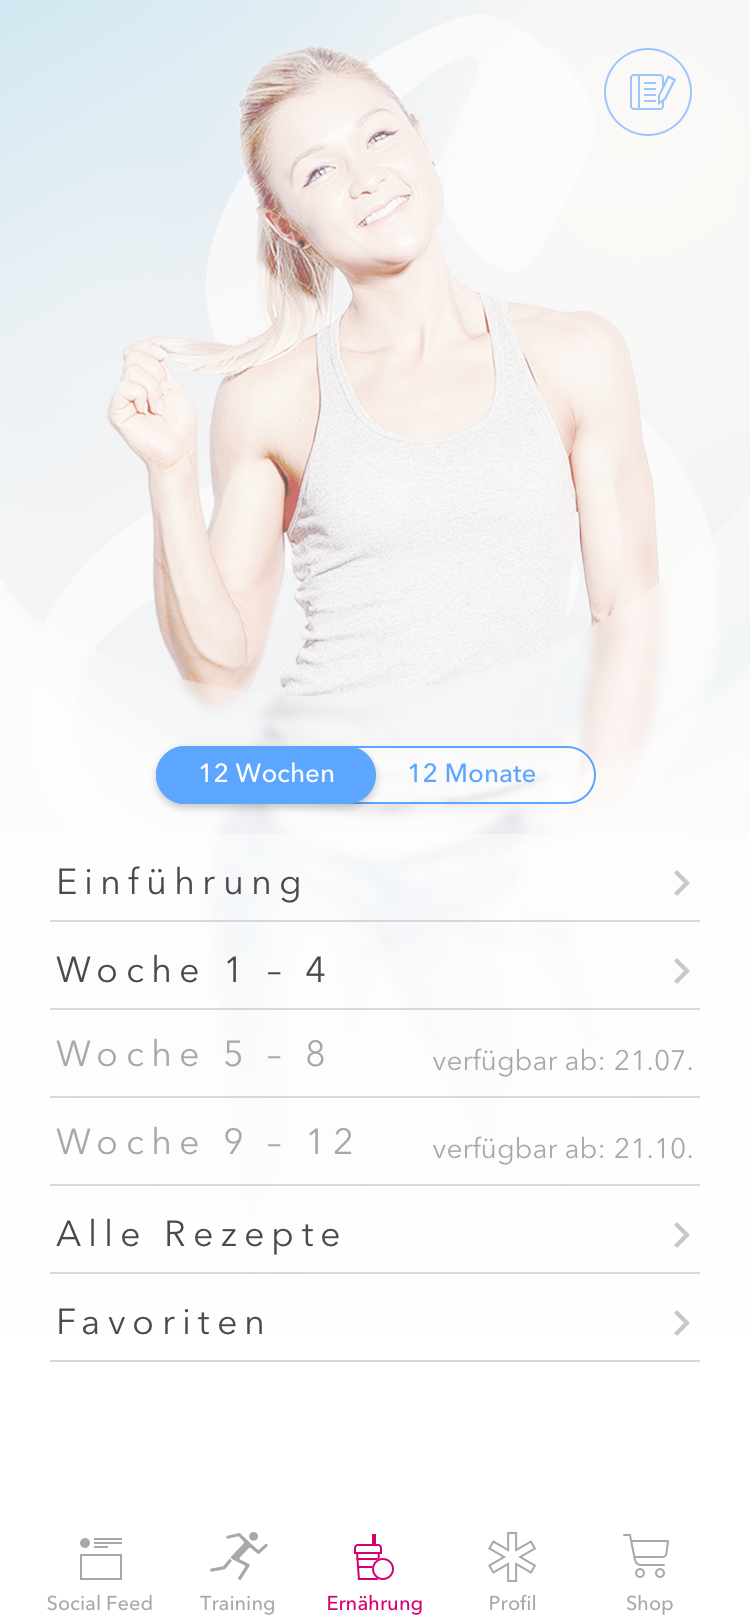 12 Wochen 12 Monate
Einführung
Woche 1 – 4
Woche 5 – 8 verfügbar ab: 21.07.
Woche 9 – 12 verfügbar ab: 21.10.
Alle Rezepte
Favoriten
Social Feed Training Ernährung Profil Shop